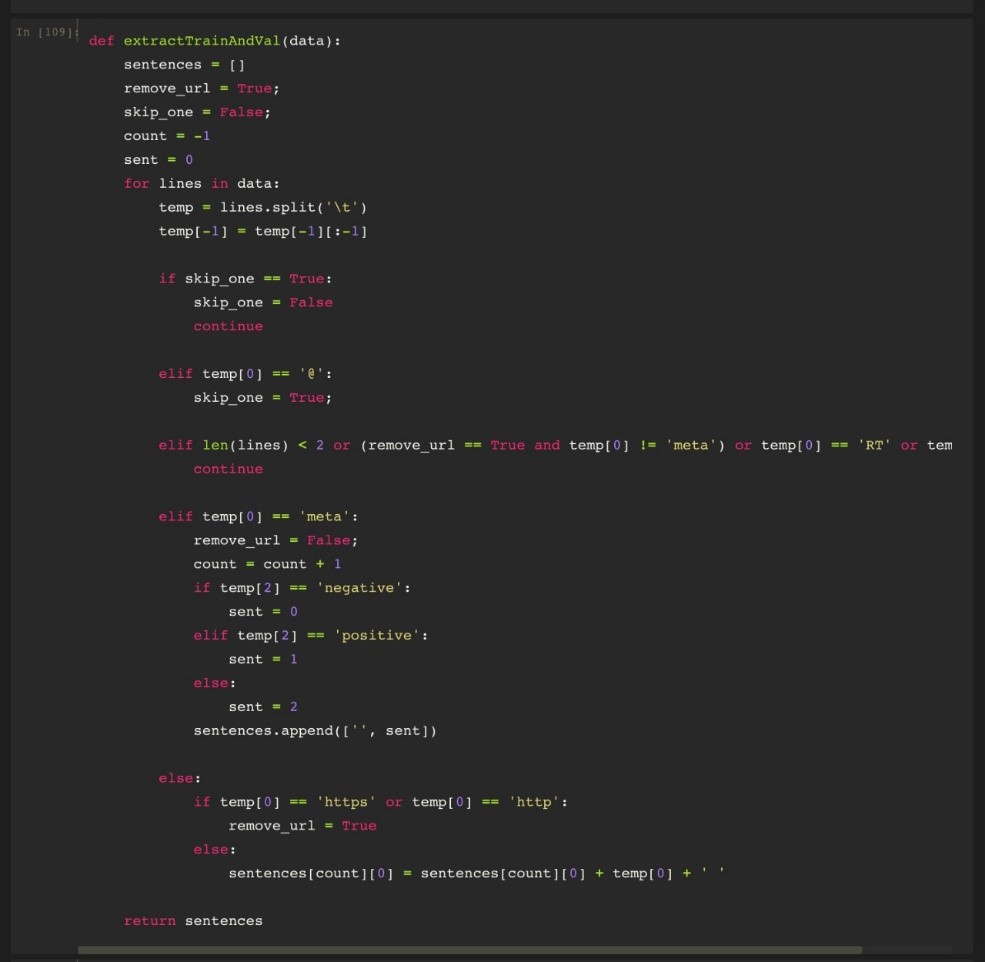 In [109]:
def extractTrainAndVal(data):
    sentences = []
    remove_url = True;
    skip_one = False;
    count = -1
    sent = 0
    for lines in data:
        temp = lines.split('\t')
        temp[-1] = temp[-1][:-1]

        if skip_one == True:
            skip_one = False
            continue

        elif temp[0] == '@':
            skip_one = True;

        elif len(lines) < 2 or (remove_url == True and temp[0] != 'meta') or temp[0] == 'RT' or tem
            continue

        elif temp[0] == 'meta':
            remove_url = False;
            count = count + 1
            if temp[2] == 'negative':
                sent = 0
            elif temp[2] == 'positive':
                sent = 1
            else:
                sent = 2
            sentences.append(['', sent])

        else:
            if temp[0] == 'https' or temp[0] == 'http':
                remove_url = True
            else:
                sentences[count][0] = sentences[count][0] + temp[0] + ' '

    return sentences